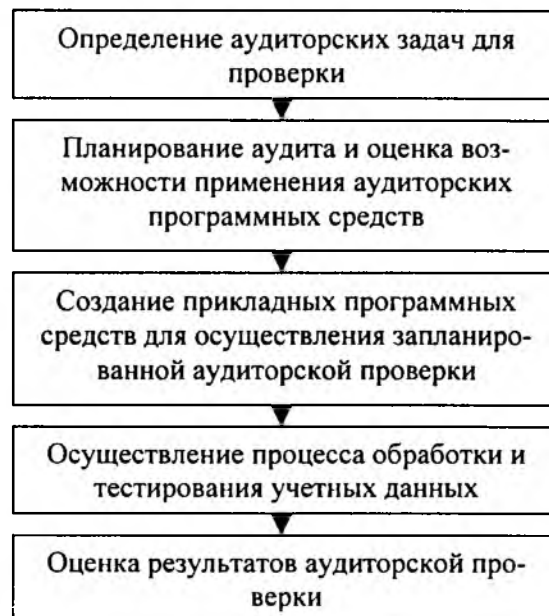 Определение аудиторских задач для
проверки
Планирование аудита и оценка воз-
можности применения аудиторских
программных средств
Создание прикладных программных
средств для осуществления запланиро-
ванной аудиторской проверки
Осуществление процесса обработки и
тестирования учетных данных
Оценка результатов аудиторской про-
верки